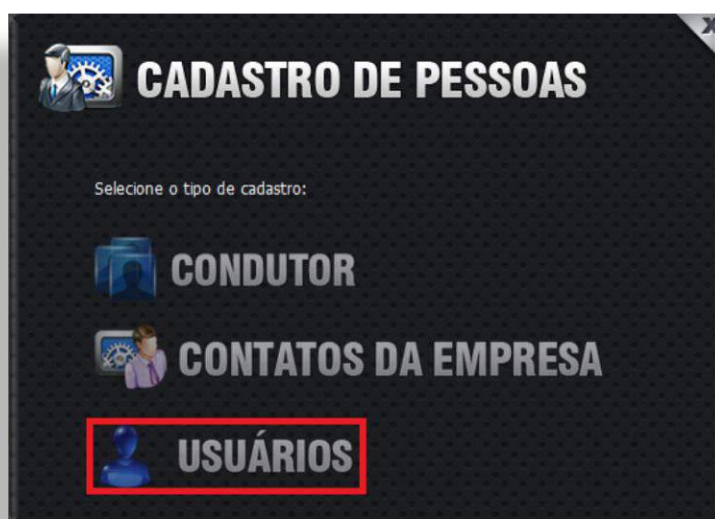 X
CADASTRO DE PESSOAS
Selecione o tipo de cadastro:
CONDUTOR
CONTATOS DA EMPRESA
USUÁRIOS